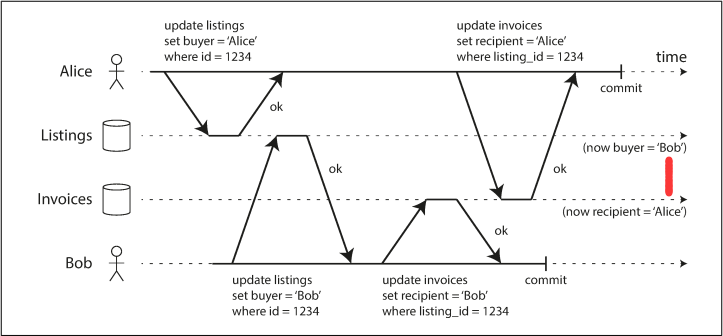 update listings
set buyer = ‘Alice’
where id = 1234
update invoices
set recipient = ‘Alice’
where listing_id = 1234
Alice
time
commit
ok
Listings
(now buyer = ‘Bob’)
ok
ok
Invoices
(now recipient = ‘Alice’)
ok
Bob
commit
update listings
set buyer = ‘Bob’
where id = 1234
update invoices
set recipient = ‘Bob’
where listing_id = 1234